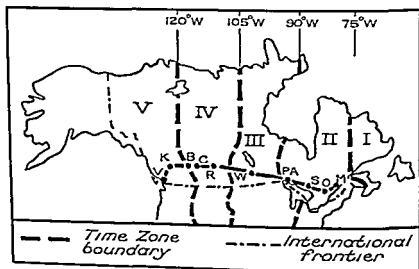 120°W 105°W 90°W 75°W
V IV III II I
K B C R W PA S O M
V
Time Zone boundary
International frontier